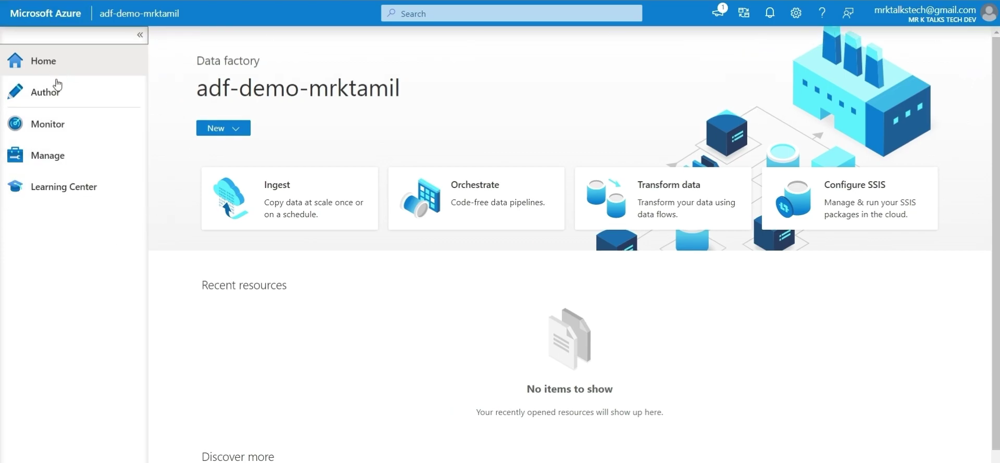 Microsoft Azure
adf-demo-mrktamil
Search
1
mrktalkstech@gmail.com
MR K TALKS TECH DEV
Home
Author
Monitor
Manage
Learning Center
Data factory
adf-demo-mrktamil
New
Ingest
Copy data at scale once or
on a schedule.
Orchestrate
Code-free data pipelines.
Transform data
Transform your data using
data flows.
Configure SSIS
Manage & run your SSIS
packages in the cloud.
Recent resources
No items to show
Your recently opened resources will show up here.
Discover more